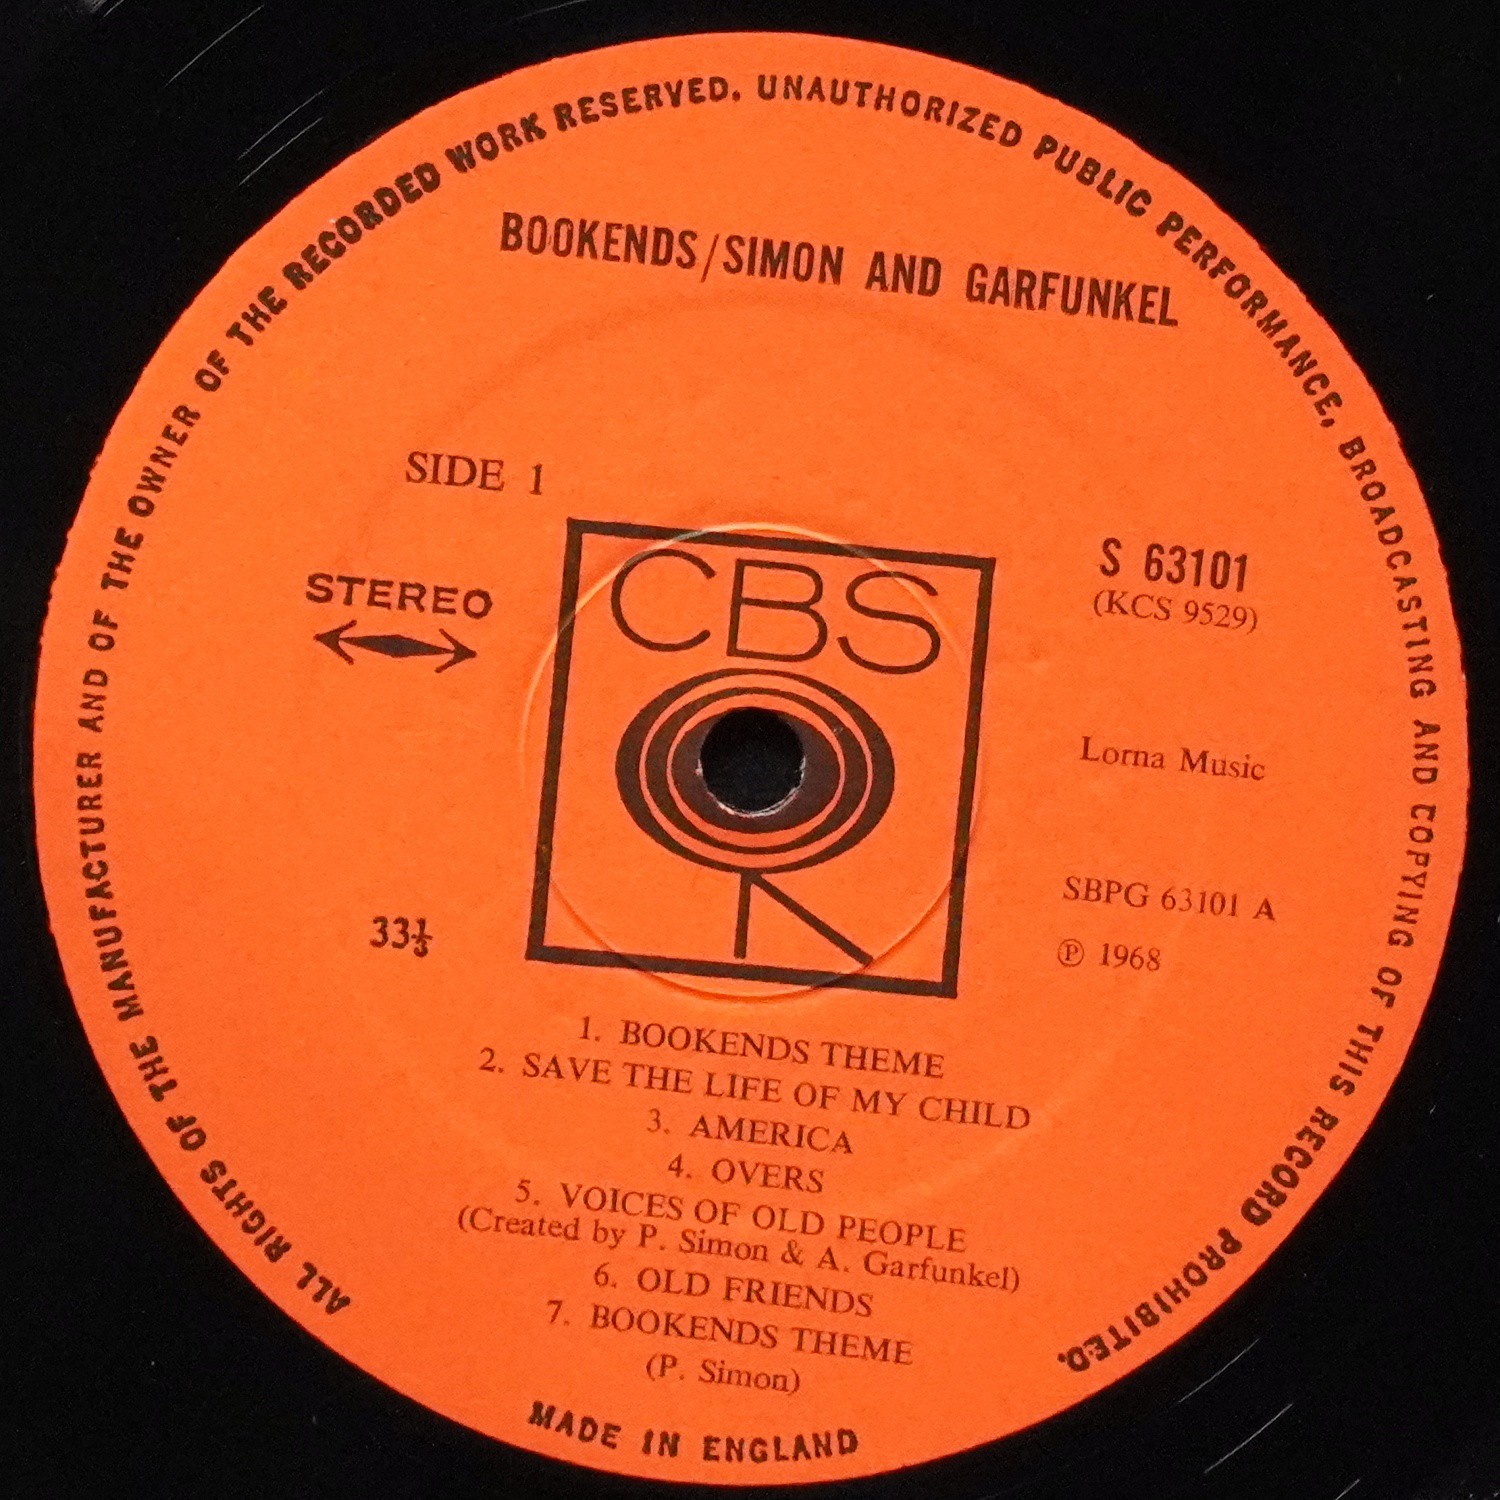 ALL RIGHTS OF THE MANUFACTURER AND OF THE OWNER OF THE RECORDED WORK RESERVED. UNAUTHORIZED PUBLIC PERFORMANCE, BROADCASTING AND COPYING OF THIS RECORD PROHIBITED.
BOOKENDS/SIMON AND GARFUNKEL
SIDE 1
STEREO
33⅓
CBS
S 63101
(KCS 9529)
Lorna Music
SBPG 63101 A
℗ 1968
1. BOOKENDS THEME
2. SAVE THE LIFE OF MY CHILD
3. AMERICA
4. OVERS
5. VOICES OF OLD PEOPLE
(Created by P. Simon & A. Garfunkel)
6. OLD FRIENDS
7. BOOKENDS THEME
(P. Simon)
MADE IN ENGLAND